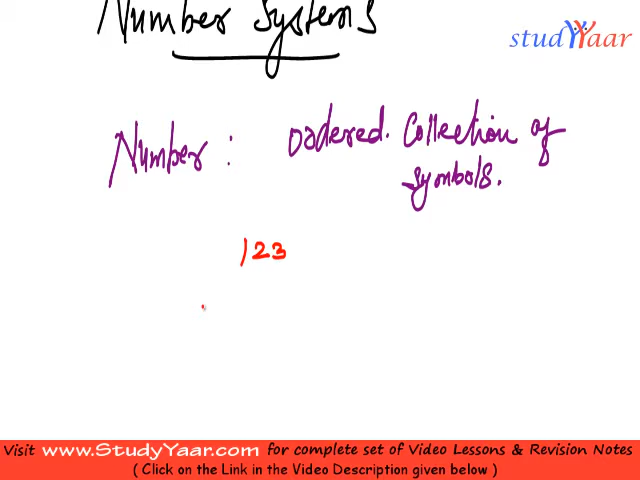 Number Systems
studYYaar
Number : Ordered. Collection of
symbols.
123
Visit www.StudyYaar.com for complete set of Video Lessons & Revision Notes
( Click on the Link in the Video Description given below )